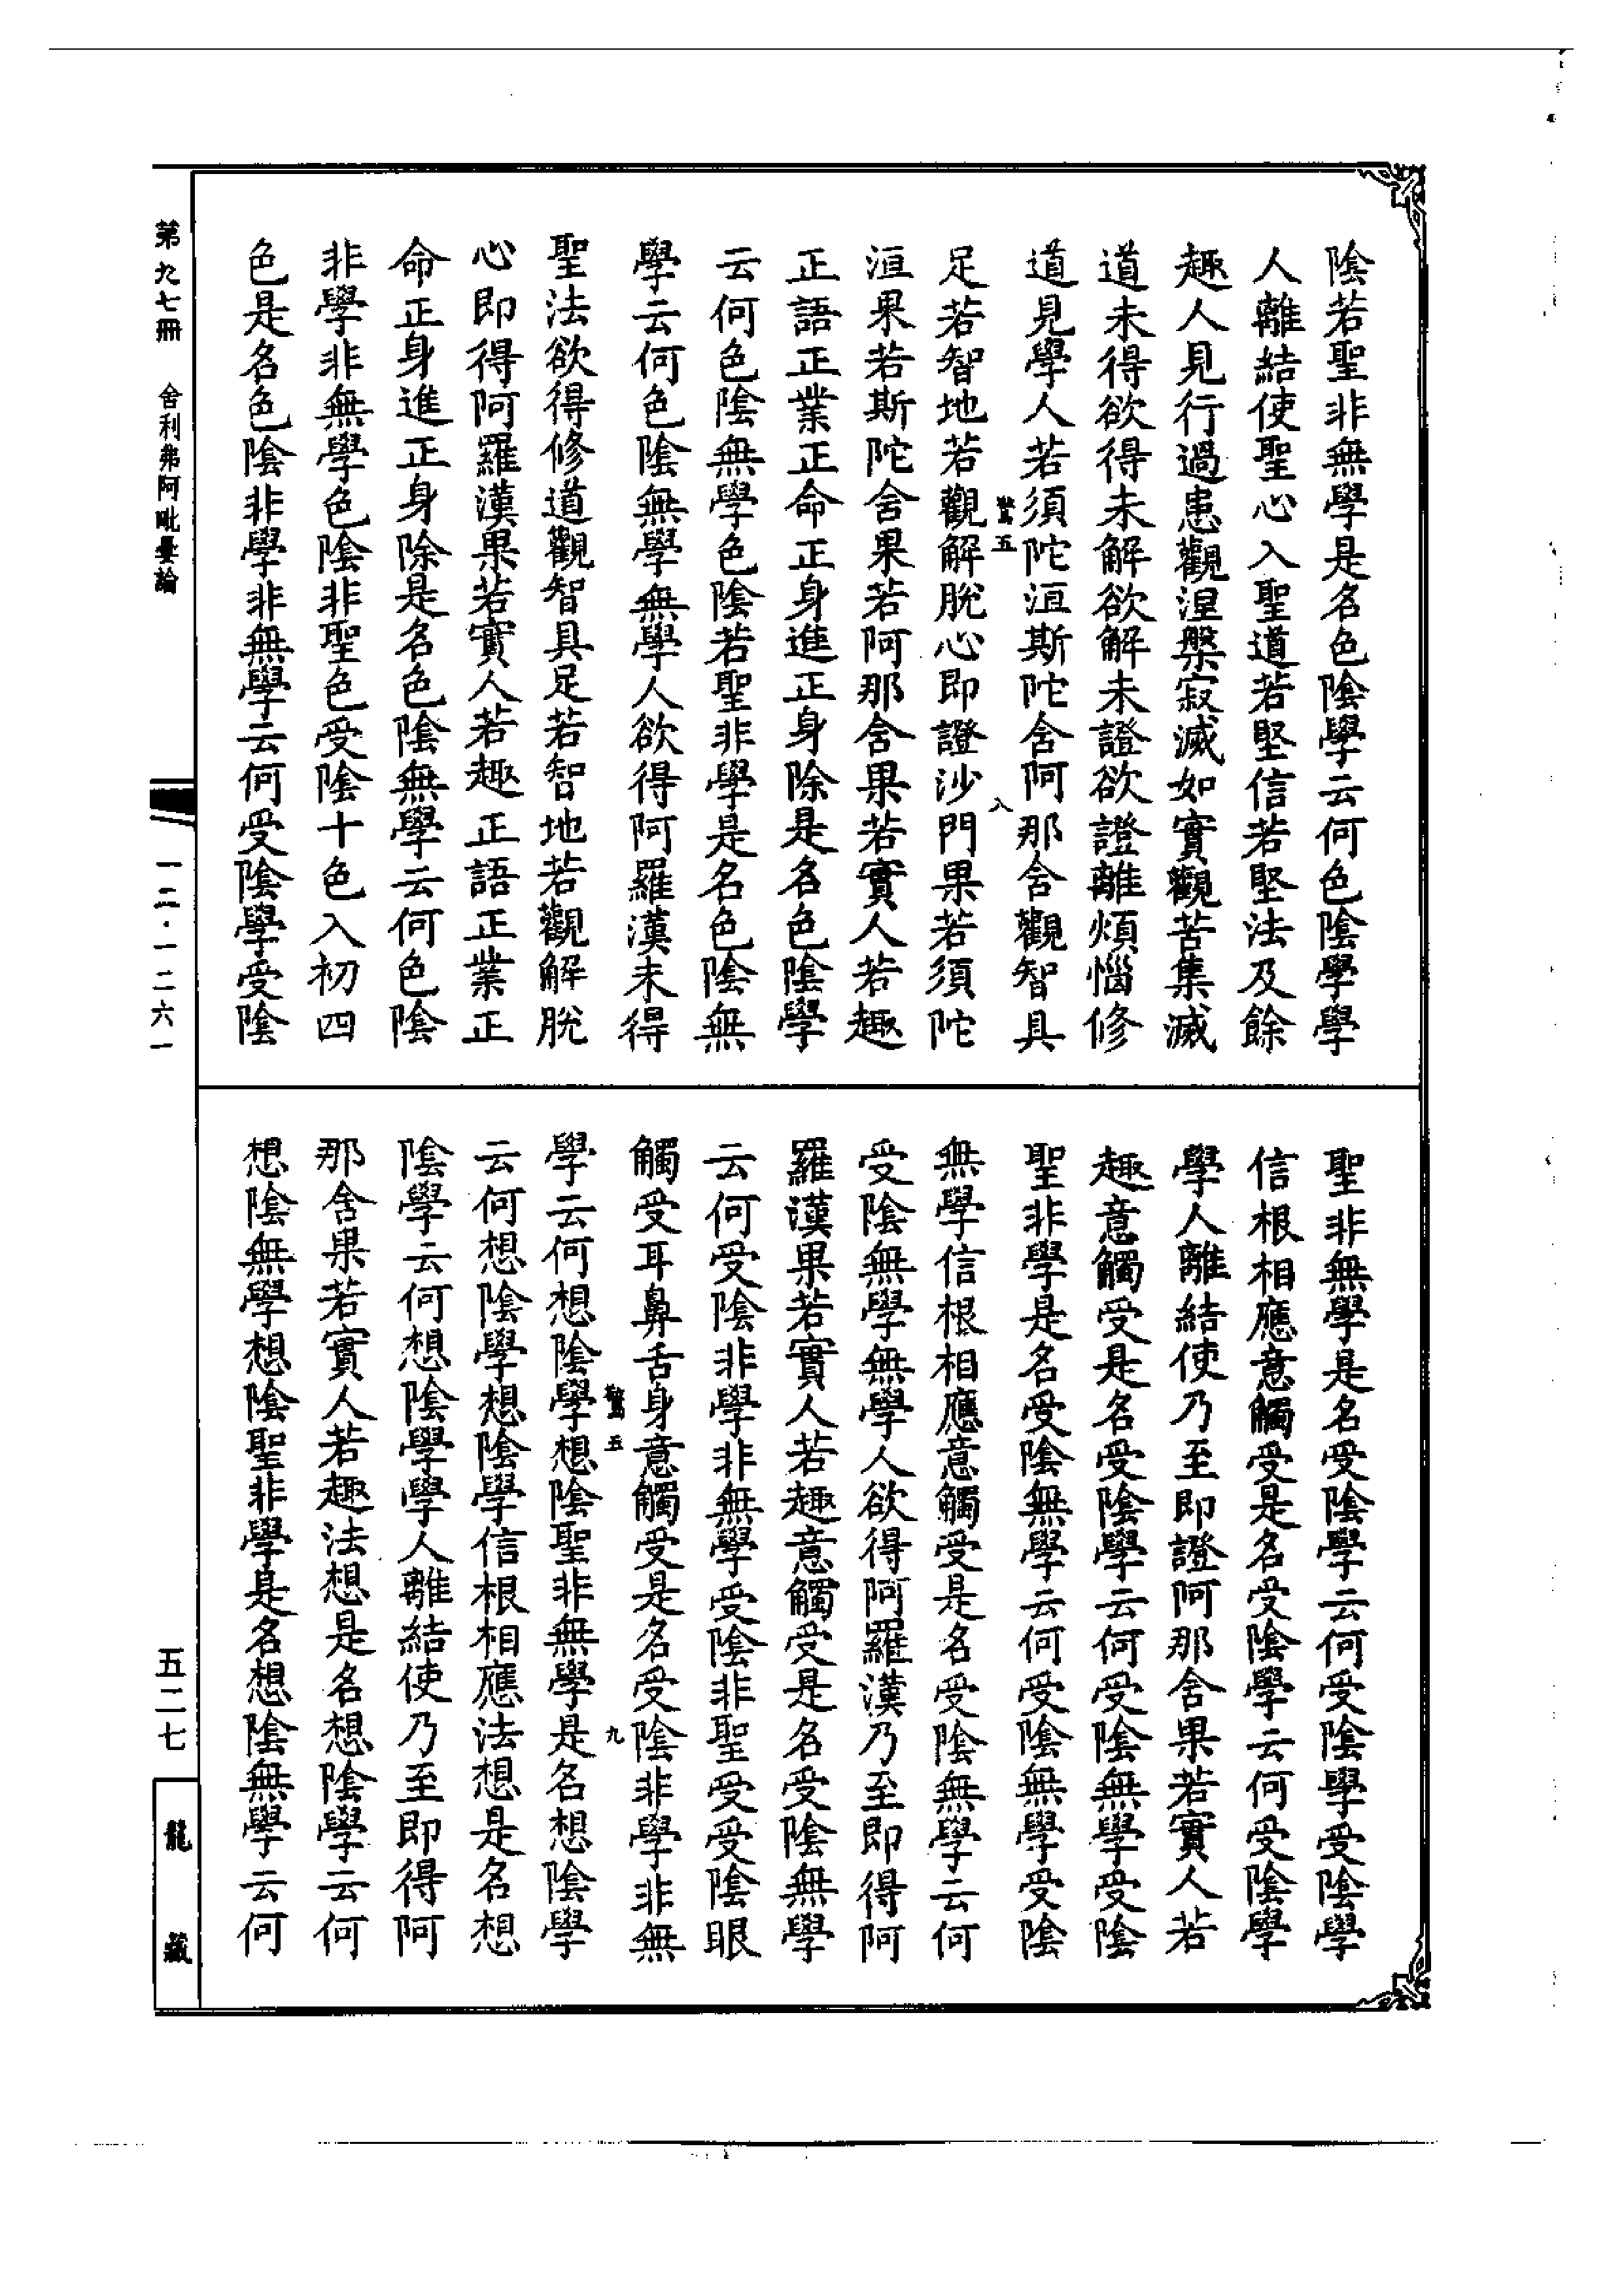 陰若聖非無學是名色陰學云何色陰學學
人離結使聖心入聖道若堅信若堅法及餘
趣人見行過患觀涅槃寂滅如實觀苦集滅
道未得欲得未解欲解未證欲證離煩惱修
道見學人若須陀洹斯陀舍阿那舍觀智具
足若智地若觀解脫心即證沙門果若須陀
洹果若斯陀舍果若阿那舍果若實人若趣
正語正業正命正身進正身除是名色陰學
云何色陰無學色陰若聖非學是名色陰無
學云何色陰無學無學人欲得阿羅漢未得
聖法欲得修道觀智具足若智地若觀解脫
心即得阿羅漢果若實人若趣正語正業正
命正身進正身除是名色陰無學云何色陰
非學非無學色陰非聖色受陰十色入初四
色是名色陰非學非無學云何受陰學受陰
聖非無學是名受陰學云何受陰學受陰學
信根相應意觸受是名受陰學云何受陰學
學人離結使乃至即證阿那舍果若實人若
趣意觸受是名受陰學云何受陰無學受陰
聖非學是名受陰無學云何受陰無學受陰
無學信根相應意觸受是名受陰無學云何
受陰無學無學人欲得阿羅漢乃至即得阿
羅漢果若實人若趣意觸受是名受陰無學
云何受陰非學非無學受陰非聖受受陰眼
觸受耳鼻舌身意觸受是名受陰非學非無
學云何想陰學想陰聖非無學是名想陰學
云何想陰學想陰學信根相應法想是名想
陰學云何想陰學學人離結使乃至即得阿
那舍果若實人若趣法想是名想陰學云何
想陰無學想陰聖非學是名想陰無學云何
第九七冊 舍利弗阿毗曇論
一二·一二六一
五二七
龍藏
五
八
五
九